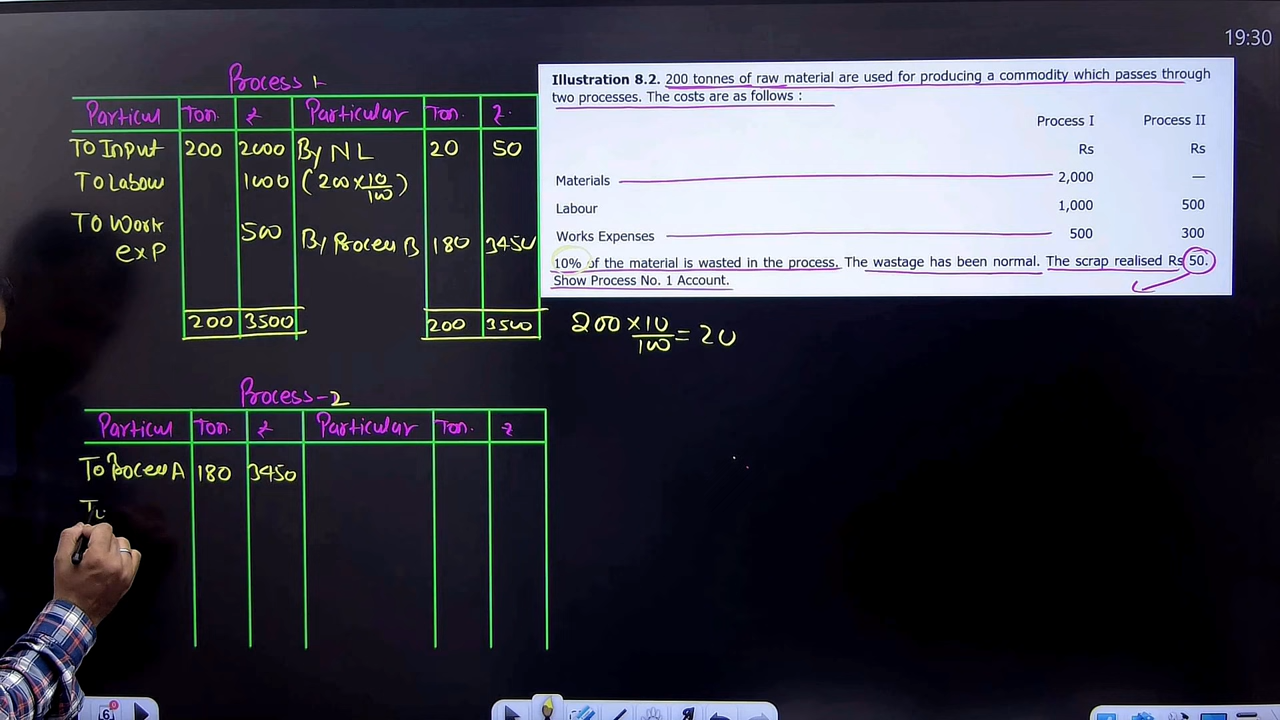 19:30
Process 1
Particul Ton. ₹ Particular Ton. ₹.
To Input 200 2000 By NL 20 50
To Labour 1000 (200×10/100)
To Work exp 500 By Process B 180 3450
200 3500 200 3500
Illustration 8.2. 200 tonnes of raw material are used for producing a commodity which passes through
two processes. The costs are as follows :
Process I Process II
Rs Rs
Materials 2,000 —
Labour 1,000 500
Works Expenses 500 300
10% of the material is wasted in the process. The wastage has been normal. The scrap realised Rs 50.
Show Process No. 1 Account.
200 × 10/100 = 20
Process-2
Particul Ton. ₹ Particular Ton. ₹
To Process A 180 3450
To
6